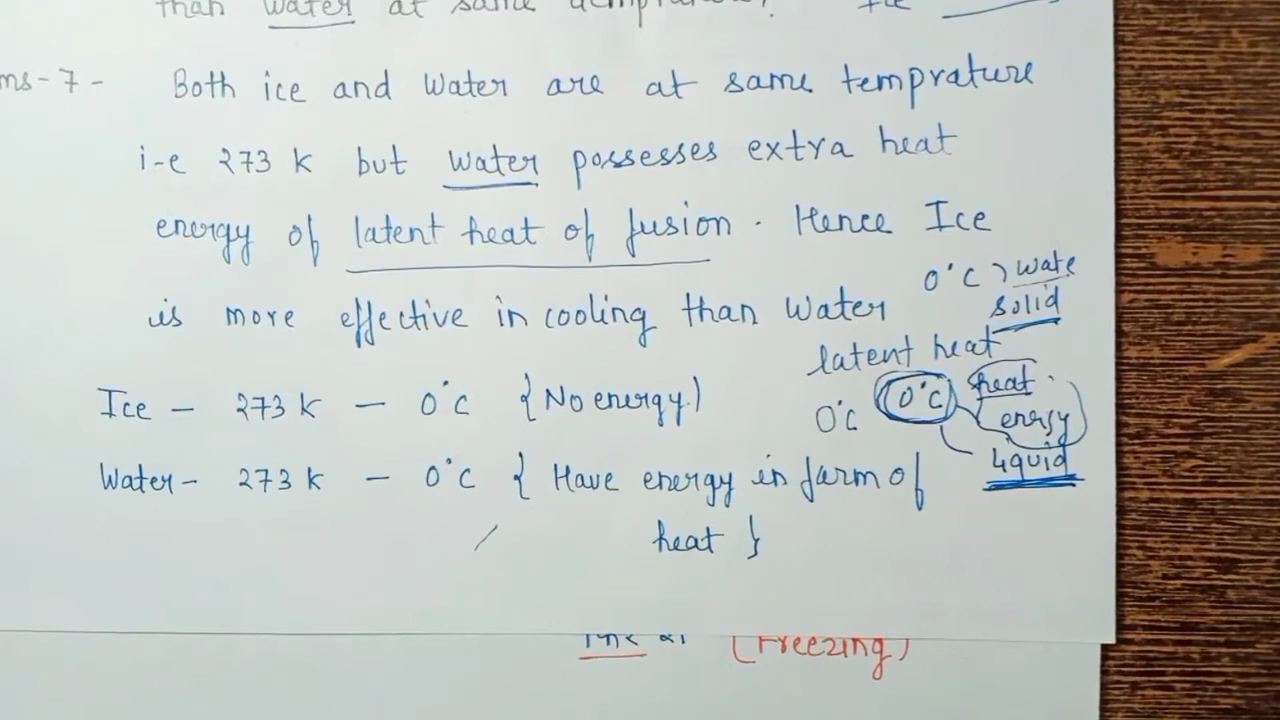 than water at same
Ice
ms-7- Both ice and water are at same temprature
i-e 273 k but water possesses extra heat
energy of latent heat of fusion. Hence Ice
is more effective in cooling than water
0°C wate
solid
latent heat
Ice - 273 k - 0°C {No energy)
0°C 0°C heat
energy
liquid
Water - 273 k - 0°C { Have energy in farm of
heat }
(Freezing)